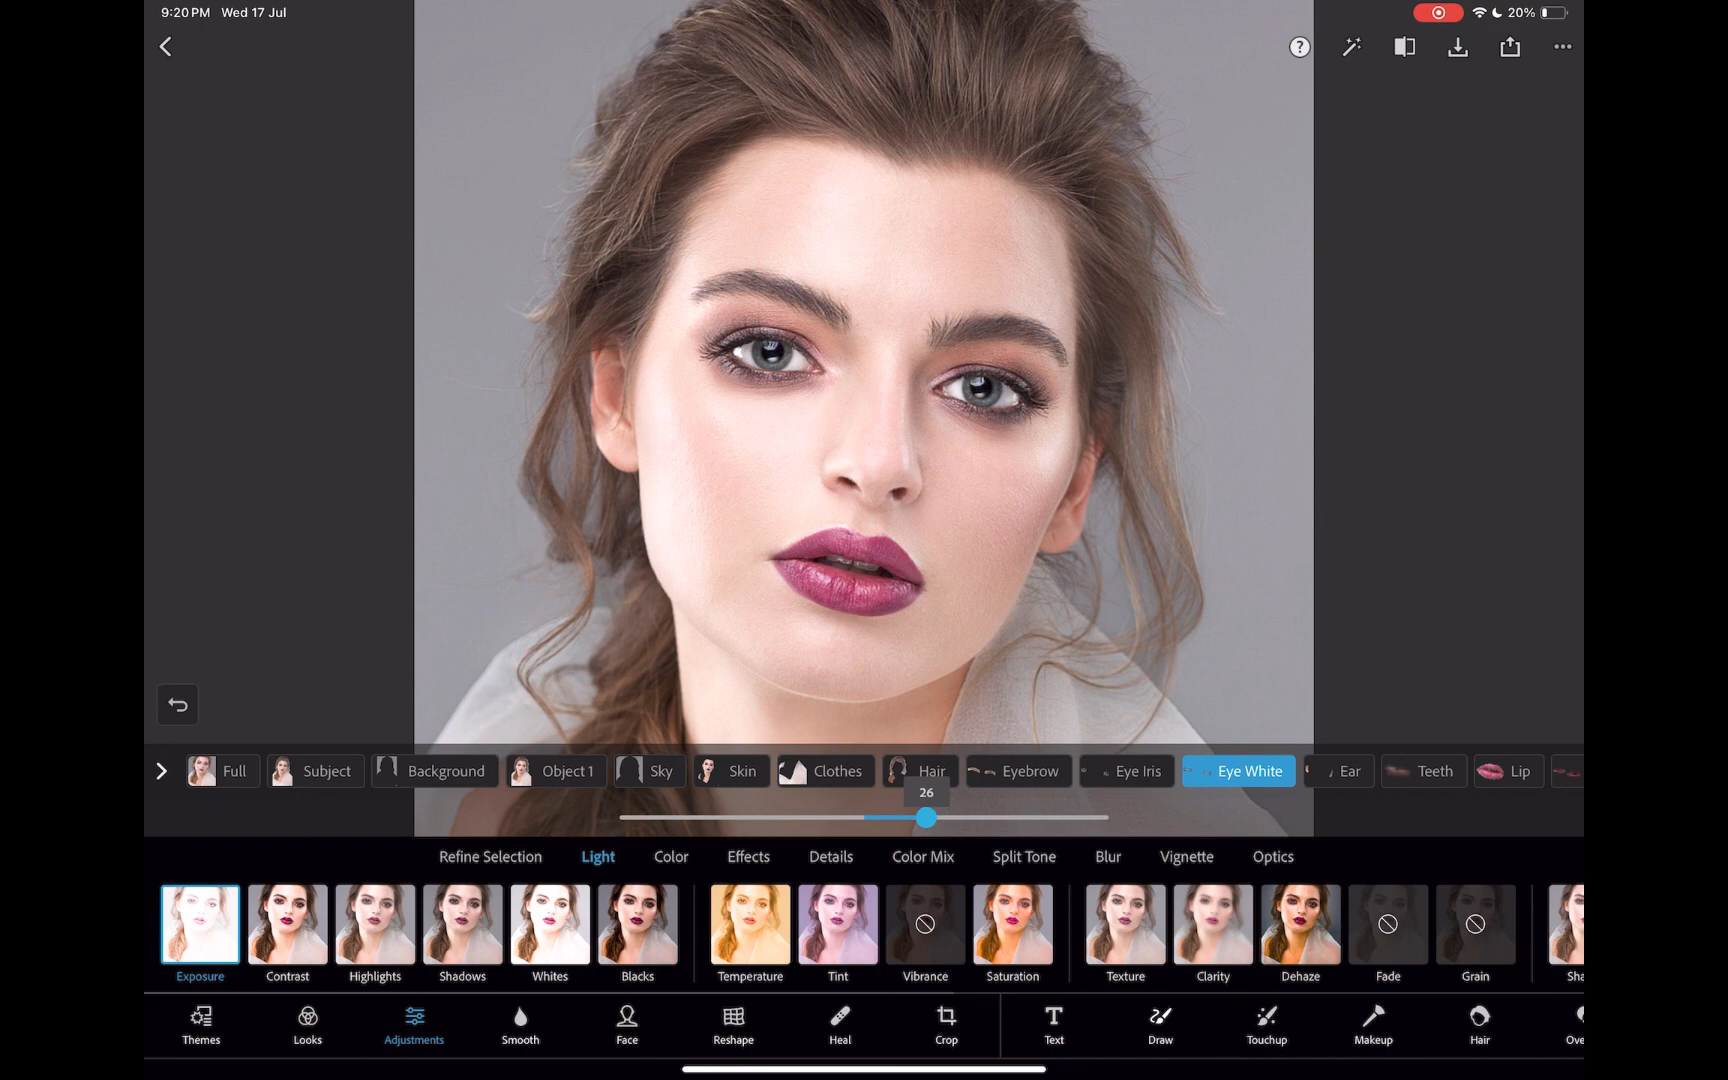 9:20 PM Wed 17 Jul
20%
?
Full Subject Background Object 1 Sky Skin Clothes Hair Eyebrow Eye Iris Eye White Ear Teeth Lip
26
Refine Selection Light Color Effects Details Color Mix Split Tone Blur Vignette Optics
Exposure Contrast Highlights Shadows Whites Blacks Temperature Tint Vibrance Saturation Texture Clarity Dehaze Fade Grain Sha
Themes Looks Adjustments Smooth Face Reshape Heal Crop Text Draw Touchup Makeup Hair Ove